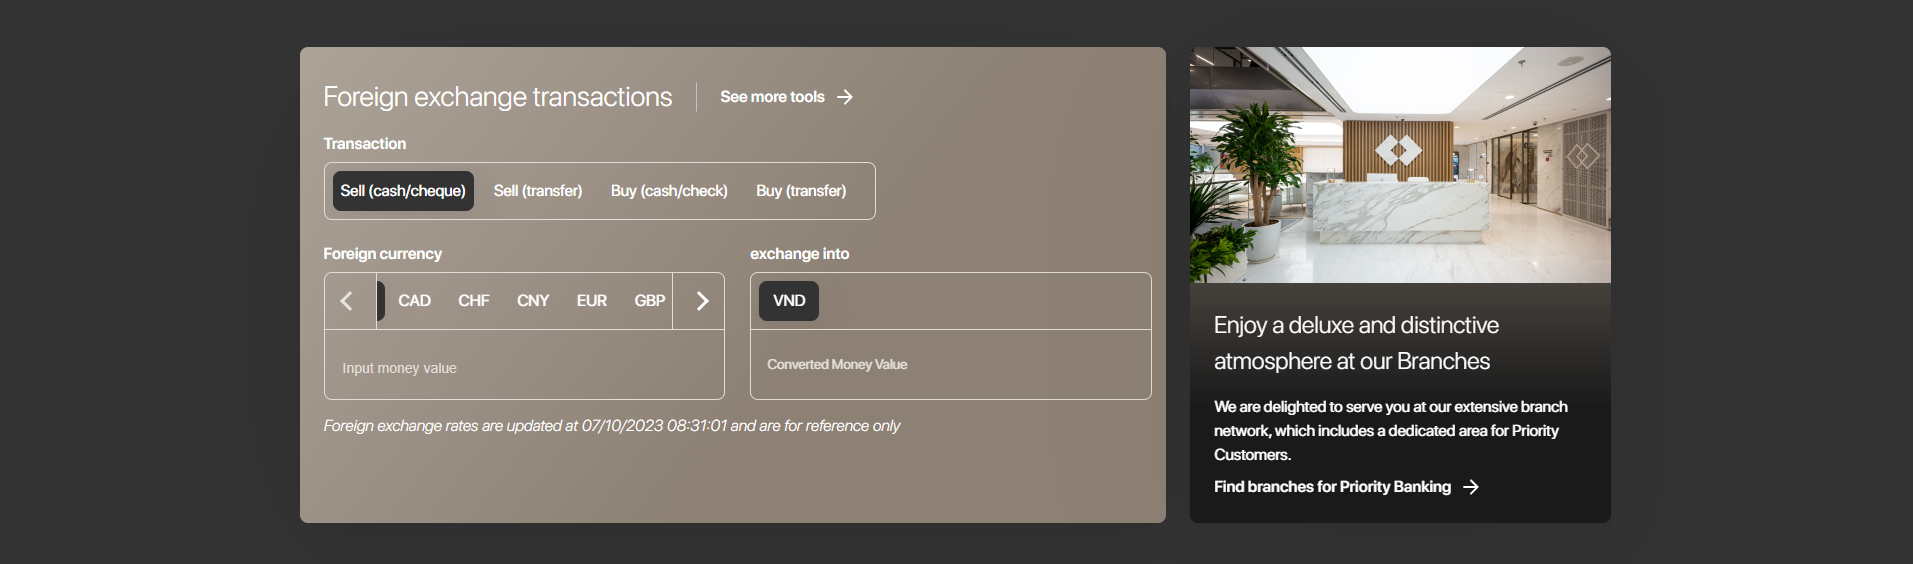 Foreign exchange transactions
See more tools
Transaction
Sell (cash/cheque)
Sell (transfer)
Buy (cash/check)
Buy (transfer)
Foreign currency
CAD
CHF
CNY
EUR
GBP
Input money value
exchange into
VND
Converted Money Value
Foreign exchange rates are updated at 07/10/2023 08:31:01 and are for reference only
Enjoy a deluxe and distinctive
atmosphere at our Branches
We are delighted to serve you at our extensive branch
network, which includes a dedicated area for Priority
Customers.
Find branches for Priority Banking